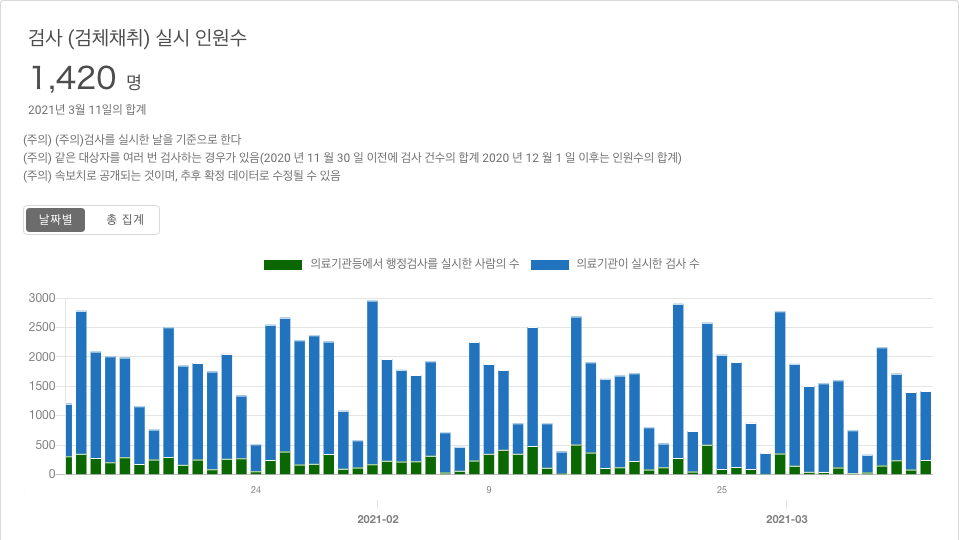 검사 (검체채취) 실시 인원수
1,420 명
2021년 3월 11일의 합계
(주의) (주의)검사를 실시한 날을 기준으로 한다
(주의) 같은 대상자를 여러 번 검사하는 경우가 있음(2020 년 11 월 30 일 이전에 검사 건수의 합계 2020 년 12 월 1 일 이후는 인원수의 합계)
(주의) 속보치로 공개되는 것이며, 추후 확정 데이터로 수정될 수 있음
날짜별 총 집계
의료기관등에서 행정검사를 실시한 사람의 수 의료기관이 실시한 검사 수
3000
2500
2000
1500
1000
500
0
24 9 25
2021-02 2021-03